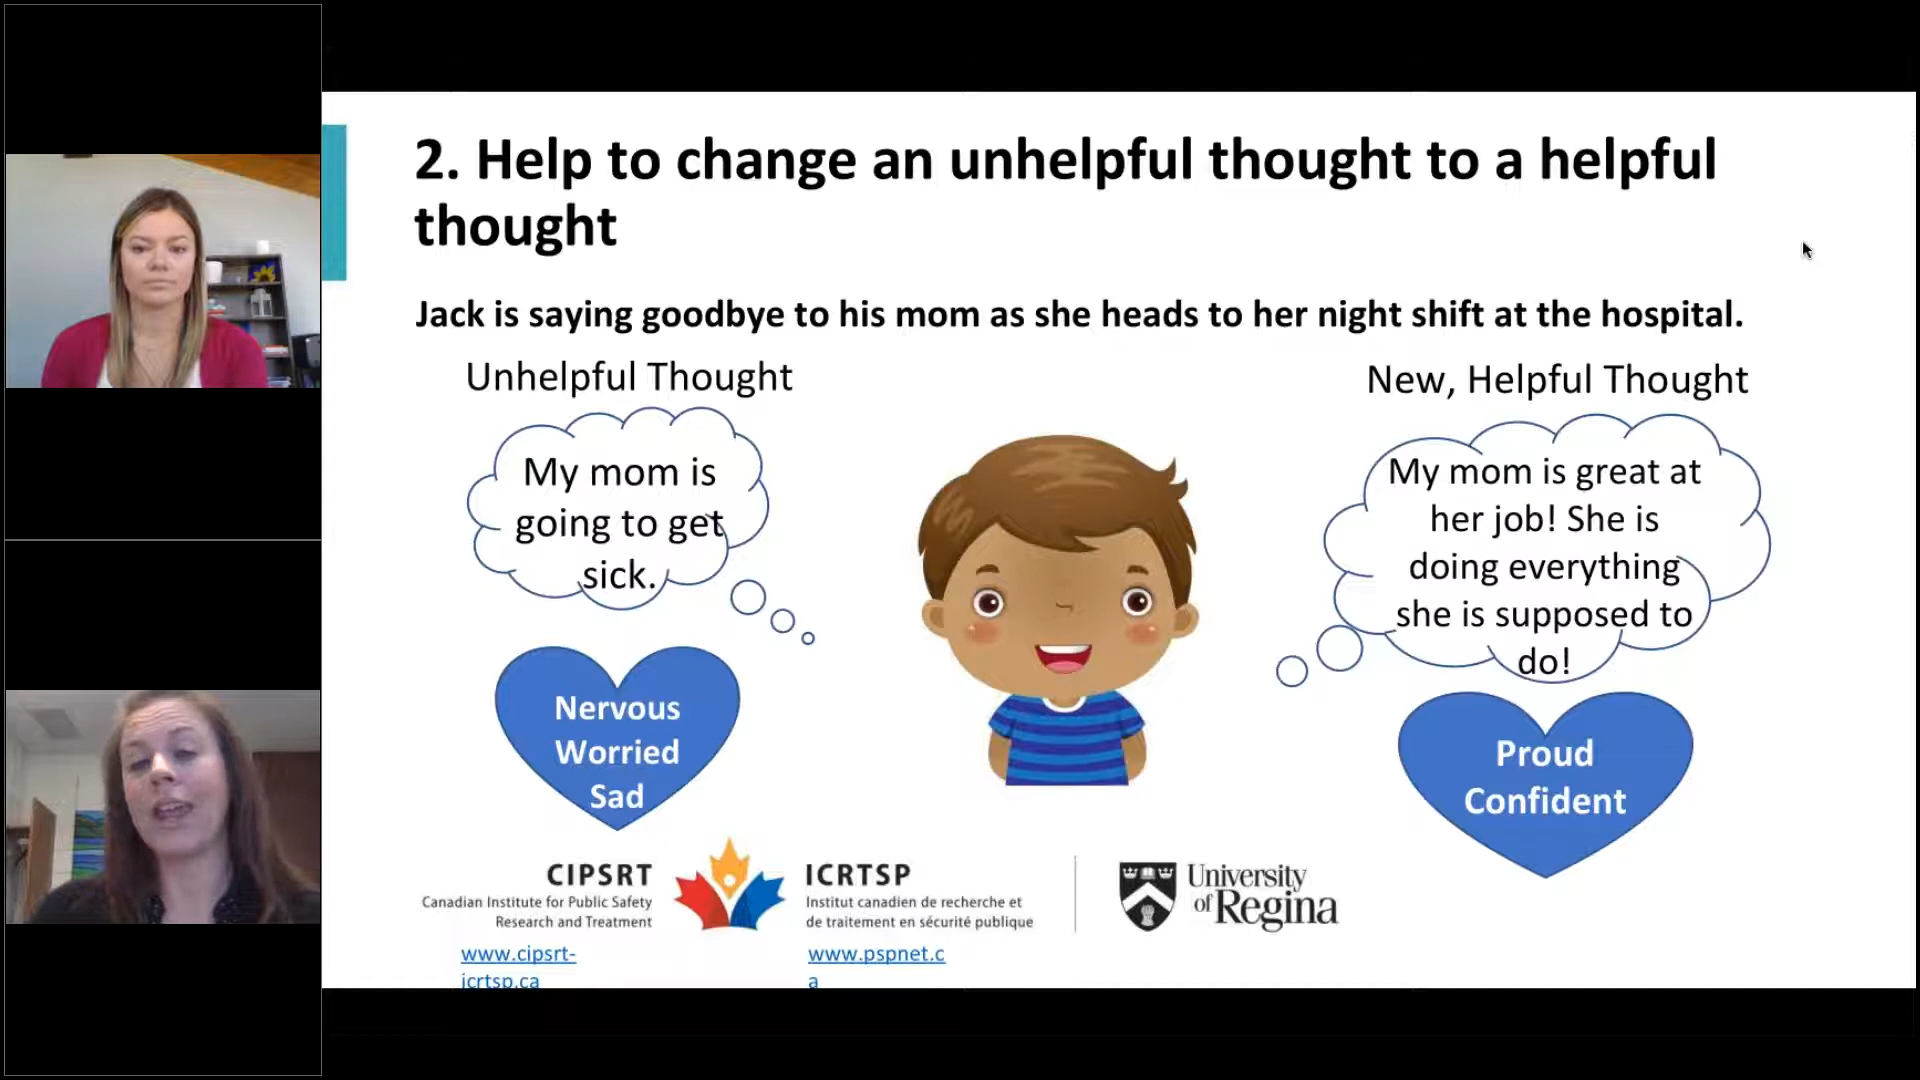 2. Help to change an unhelpful thought to a helpful
thought
Jack is saying goodbye to his mom as she heads to her night shift at the hospital.
Unhelpful Thought
My mom is
going to get
sick.
Nervous
Worried
Sad
New, Helpful Thought
My mom is great at
her job! She is
doing everything
she is supposed to
do!
Proud
Confident
CIPSRT
Canadian Institute for Public Safety
Research and Treatment
ICRTSP
Institut canadien de recherche et
de traitement en sécurité publique
University
of Regina
www.cipsrt-
icrtsp.ca
www.pspnet.c
a